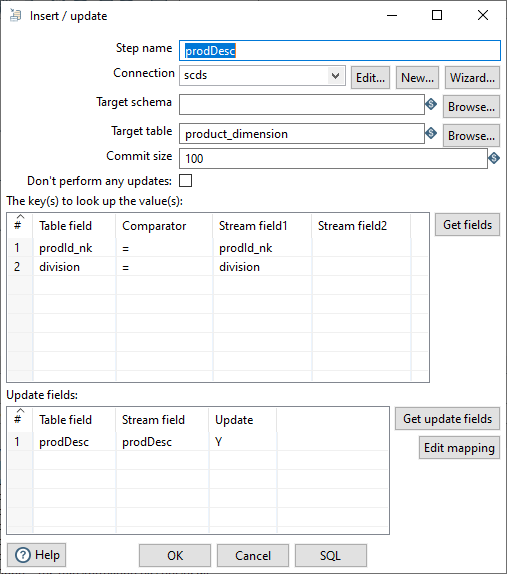 Insert / update
Step name prodDesc
Connection scds Edit... New... Wizard...
Target schema Browse...
Target table product_dimension Browse...
Commit size 100
Don't perform any updates:
The key(s) to look up the value(s):
# Table field Comparator Stream field1 Stream field2 Get fields
1 prodId_nk = prodId_nk
2 division = division
Update fields:
# Table field Stream field Update Get update fields
1 prodDesc prodDesc Y Edit mapping
Help OK Cancel SQL